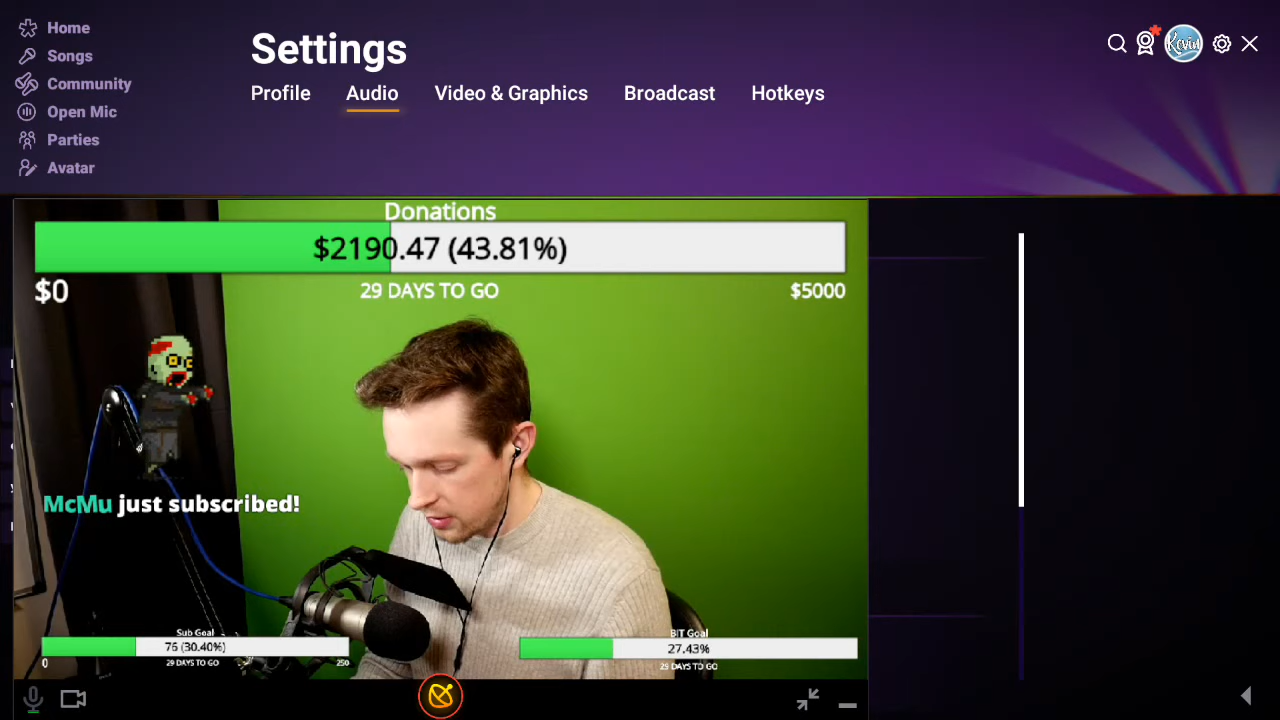 Home
Songs
Community
Open Mic
Parties
Avatar
Settings
Profile Audio Video & Graphics Broadcast Hotkeys
Kevin
Donations
$2190.47 (43.81%)
$0 29 DAYS TO GO $5000
McMu just subscribed!
Sub Goal
76 (30.40%)
0 29 DAYS TO GO 250
BIT Goal
27.43%
29 DAYS TO GO